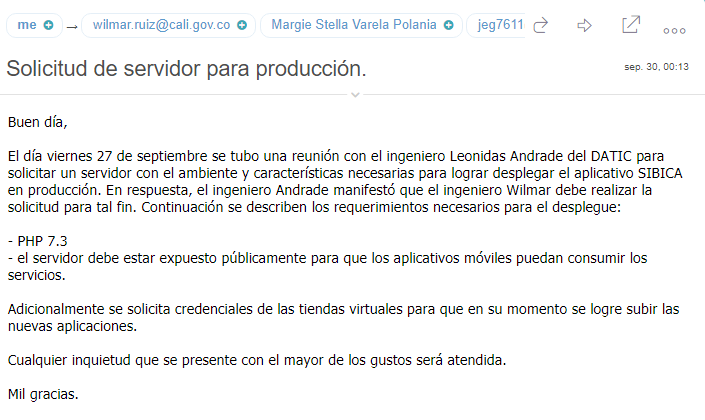 me → wilmar.ruiz@cali.gov.co Margie Stella Varela Polania jeg7611
Solicitud de servidor para producción.
sep. 30, 00:13
Buen día,
El día viernes 27 de septiembre se tubo una reunión con el ingeniero Leonidas Andrade del DATIC para
solicitar un servidor con el ambiente y características necesarias para lograr desplegar el aplicativo SIBICA
en producción. En respuesta, el ingeniero Andrade manifestó que el ingeniero Wilmar debe realizar la
solicitud para tal fin. Continuación se describen los requerimientos necesarios para el desplegue:
- PHP 7.3
- el servidor debe estar expuesto públicamente para que los aplicativos móviles puedan consumir los
servicios.
Adicionalmente se solicita credenciales de las tiendas virtuales para que en su momento se logre subir las
nuevas aplicaciones.
Cualquier inquietud que se presente con el mayor de los gustos será atendida.
Mil gracias.